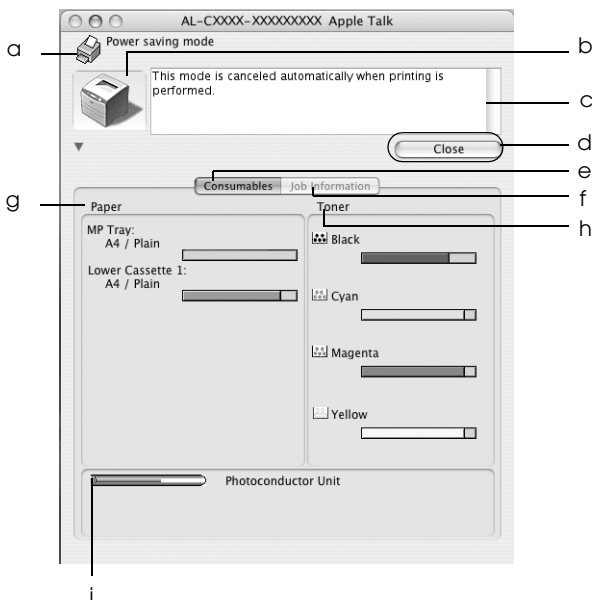 AL-CXXXX-XXXXXXXXX Apple Talk
a
Power saving mode
b
This mode is canceled automatically when printing is
performed.
c
Close
d
e
Consumables
Job Information
f
g
Paper
Toner
h
MP Tray:
A4 / Plain
Lower Cassette 1:
A4 / Plain
Black
Cyan
Magenta
Yellow
Photoconductor Unit
i